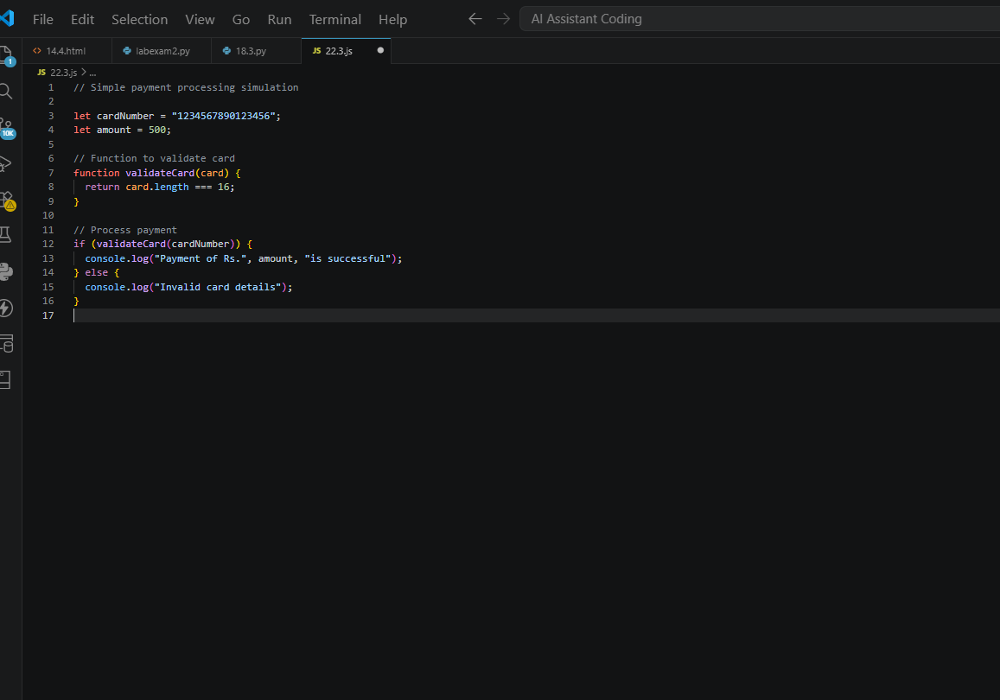 File Edit Selection View Go Run Terminal Help
AI Assistant Coding
14.4.html labexam2.py 18.3.py JS 22.3.js
JS 22.3.js > ...
1
10K
1 // Simple payment processing simulation
2
3 let cardNumber = "1234567890123456";
4 let amount = 500;
5
6 // Function to validate card
7 function validateCard(card) {
8 return card.length === 16;
9 }
10
11 // Process payment
12 if (validateCard(cardNumber)) {
13 console.log("Payment of Rs.", amount, "is successful");
14 } else {
15 console.log("Invalid card details");
16 }
17